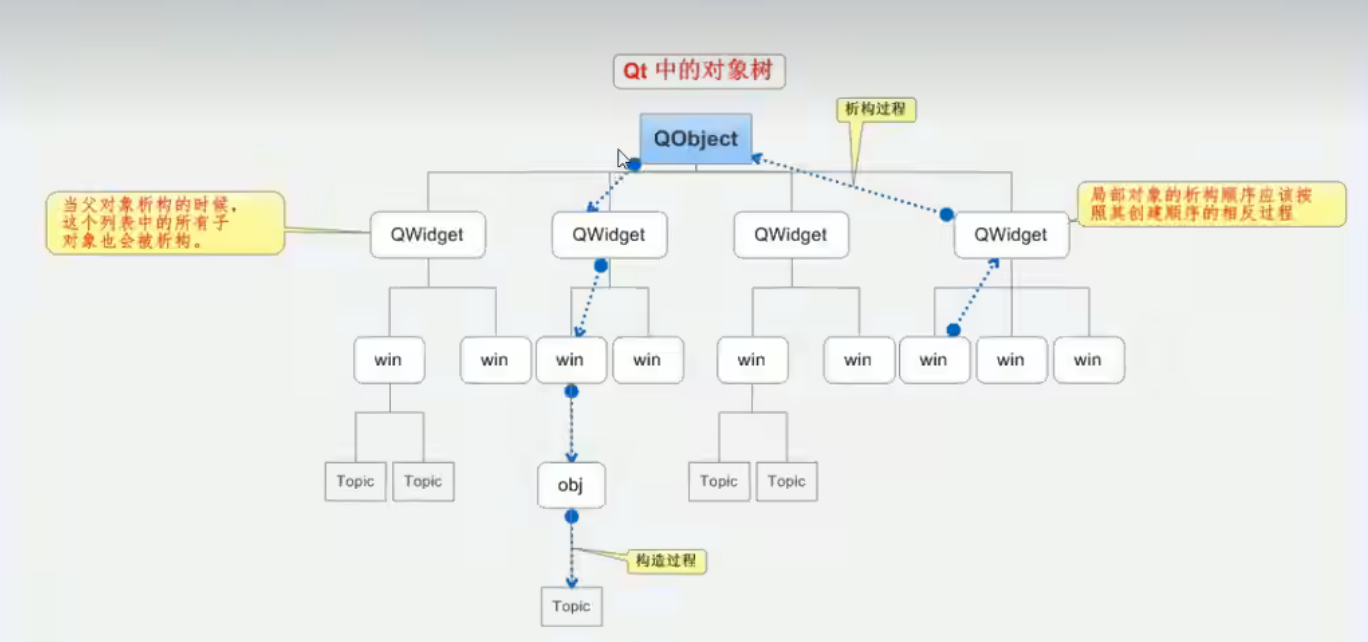 Qt 中的对象树
析构过程
QObject
当父对象析构的时候,
这个列表中的所有子
对象也会被析构。
局部对象的析构顺序应该按
照其创建顺序的相反过程
QWidget
QWidget
QWidget
QWidget
win
win
win
win
win
win
win
win
win
Topic
Topic
obj
Topic
Topic
构造过程
Topic